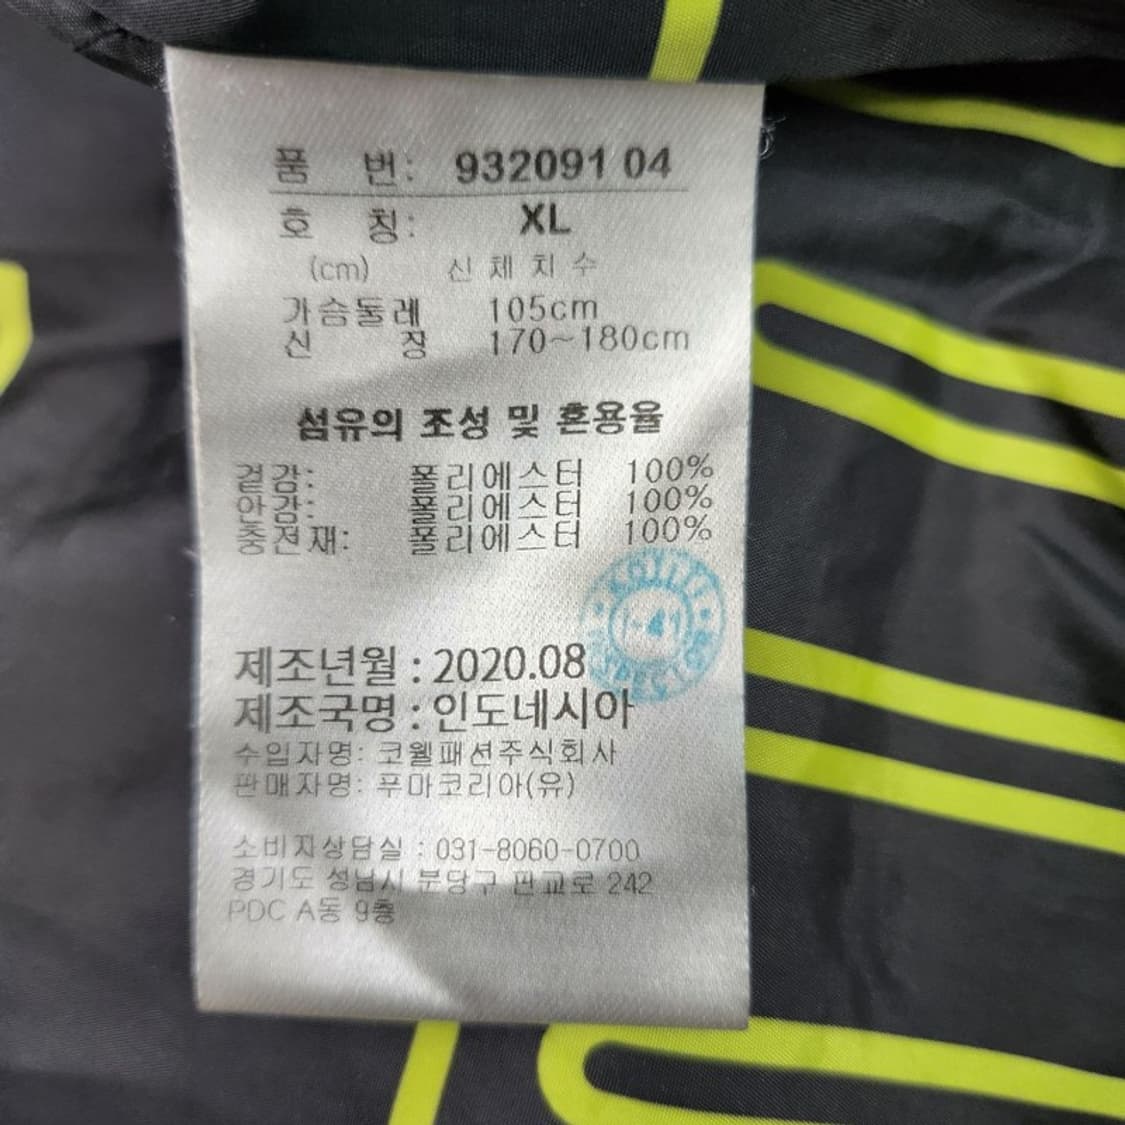 품 번: 932091 04
호 칭: XL
(cm) 신체치수
가슴둘레 105cm
신 장 170~180cm
섬유의 조성 및 혼용율
겉감: 폴리에스터 100%
안감: 폴리에스터 100%
충전재: 폴리에스터 100%
제조년월 : 2020.08
제조국명 : 인도네시아
수입자명: 코웰패션주식회사
판매자명: 푸마코리아(유)
소비자상담실 : 031-8060-0700
경기도 성남시 분당구 판교로 242
PDC A동 9층
KOTITI
INSPECTOR